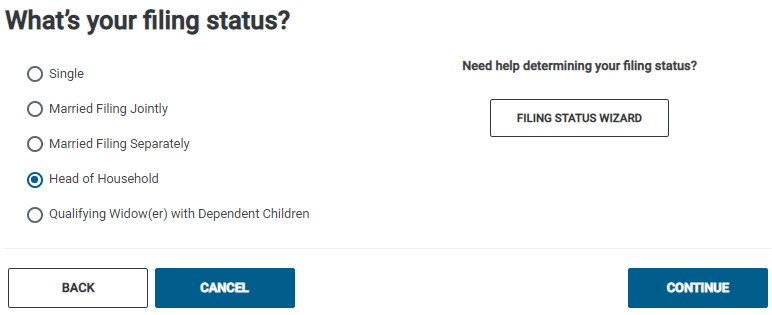 What's your filing status?
Need help determining your filing status?
Single
Married Filing Jointly
FILING STATUS WIZARD
Married Filing Separately
Head of Household
Qualifying Widow(er) with Dependent Children
BACK
CANCEL
CONTINUE